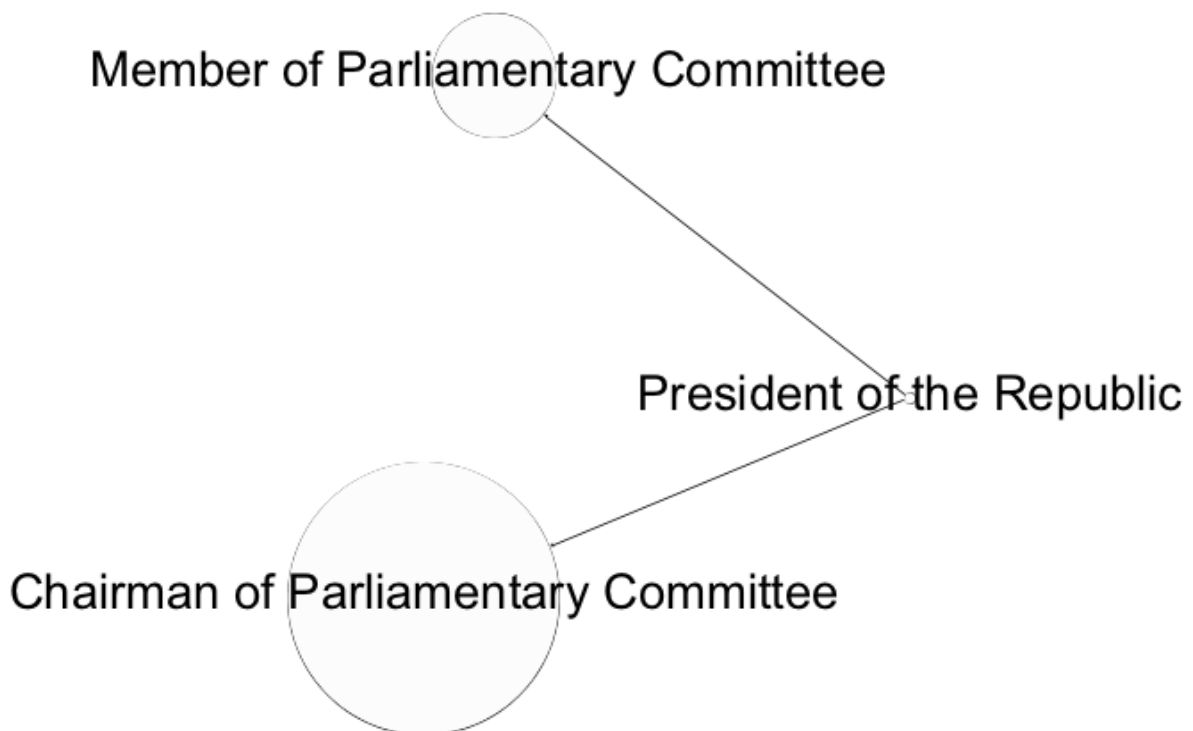 Member of Parliamentary Committee
President of the Republic
Chairman of Parliamentary Committee